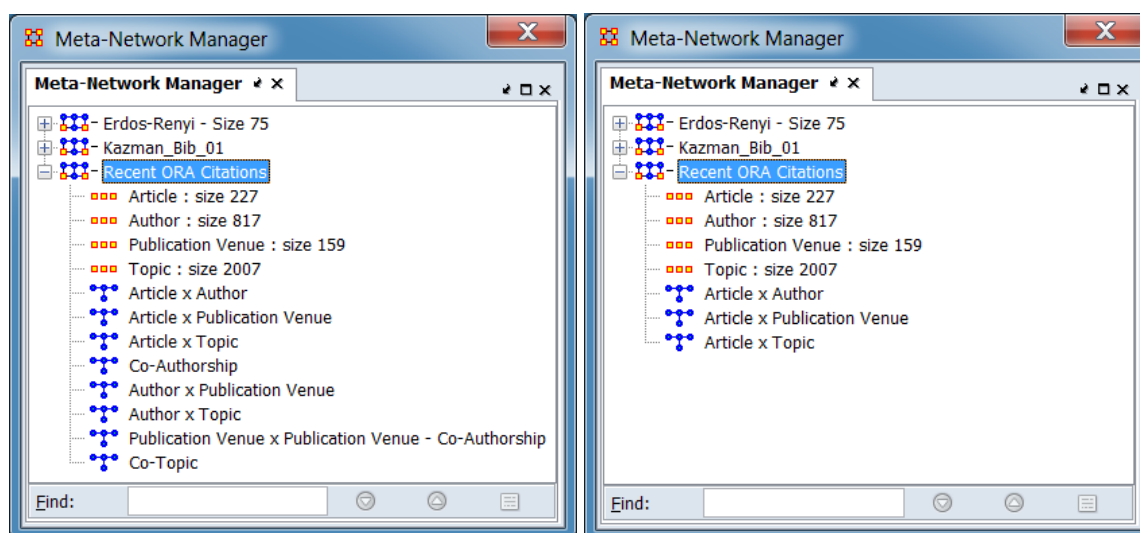 Meta-Network Manager
Meta-Network Manager
Erdos-Renyi - Size 75
Kazman_Bib_01
Recent ORA Citations
Article : size 227
Author : size 817
Publication Venue : size 159
Topic : size 2007
Article x Author
Article x Publication Venue
Article x Topic
Co-Authorship
Author x Publication Venue
Author x Topic
Publication Venue x Publication Venue - Co-Authorship
Co-Topic
Find:
Meta-Network Manager
Meta-Network Manager
Erdos-Renyi - Size 75
Kazman_Bib_01
Recent ORA Citations
Article : size 227
Author : size 817
Publication Venue : size 159
Topic : size 2007
Article x Author
Article x Publication Venue
Article x Topic
Find: